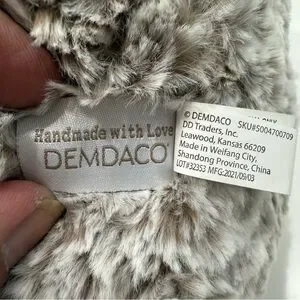 Handmade with Love
DEMDACO
© DEMDACO SKU#5004700709
DD Traders, Inc.
Leawood, Kansas 66209
Made in Weifang City,
Shandong Province, China
LOT#32353 MFG:2021/09/03